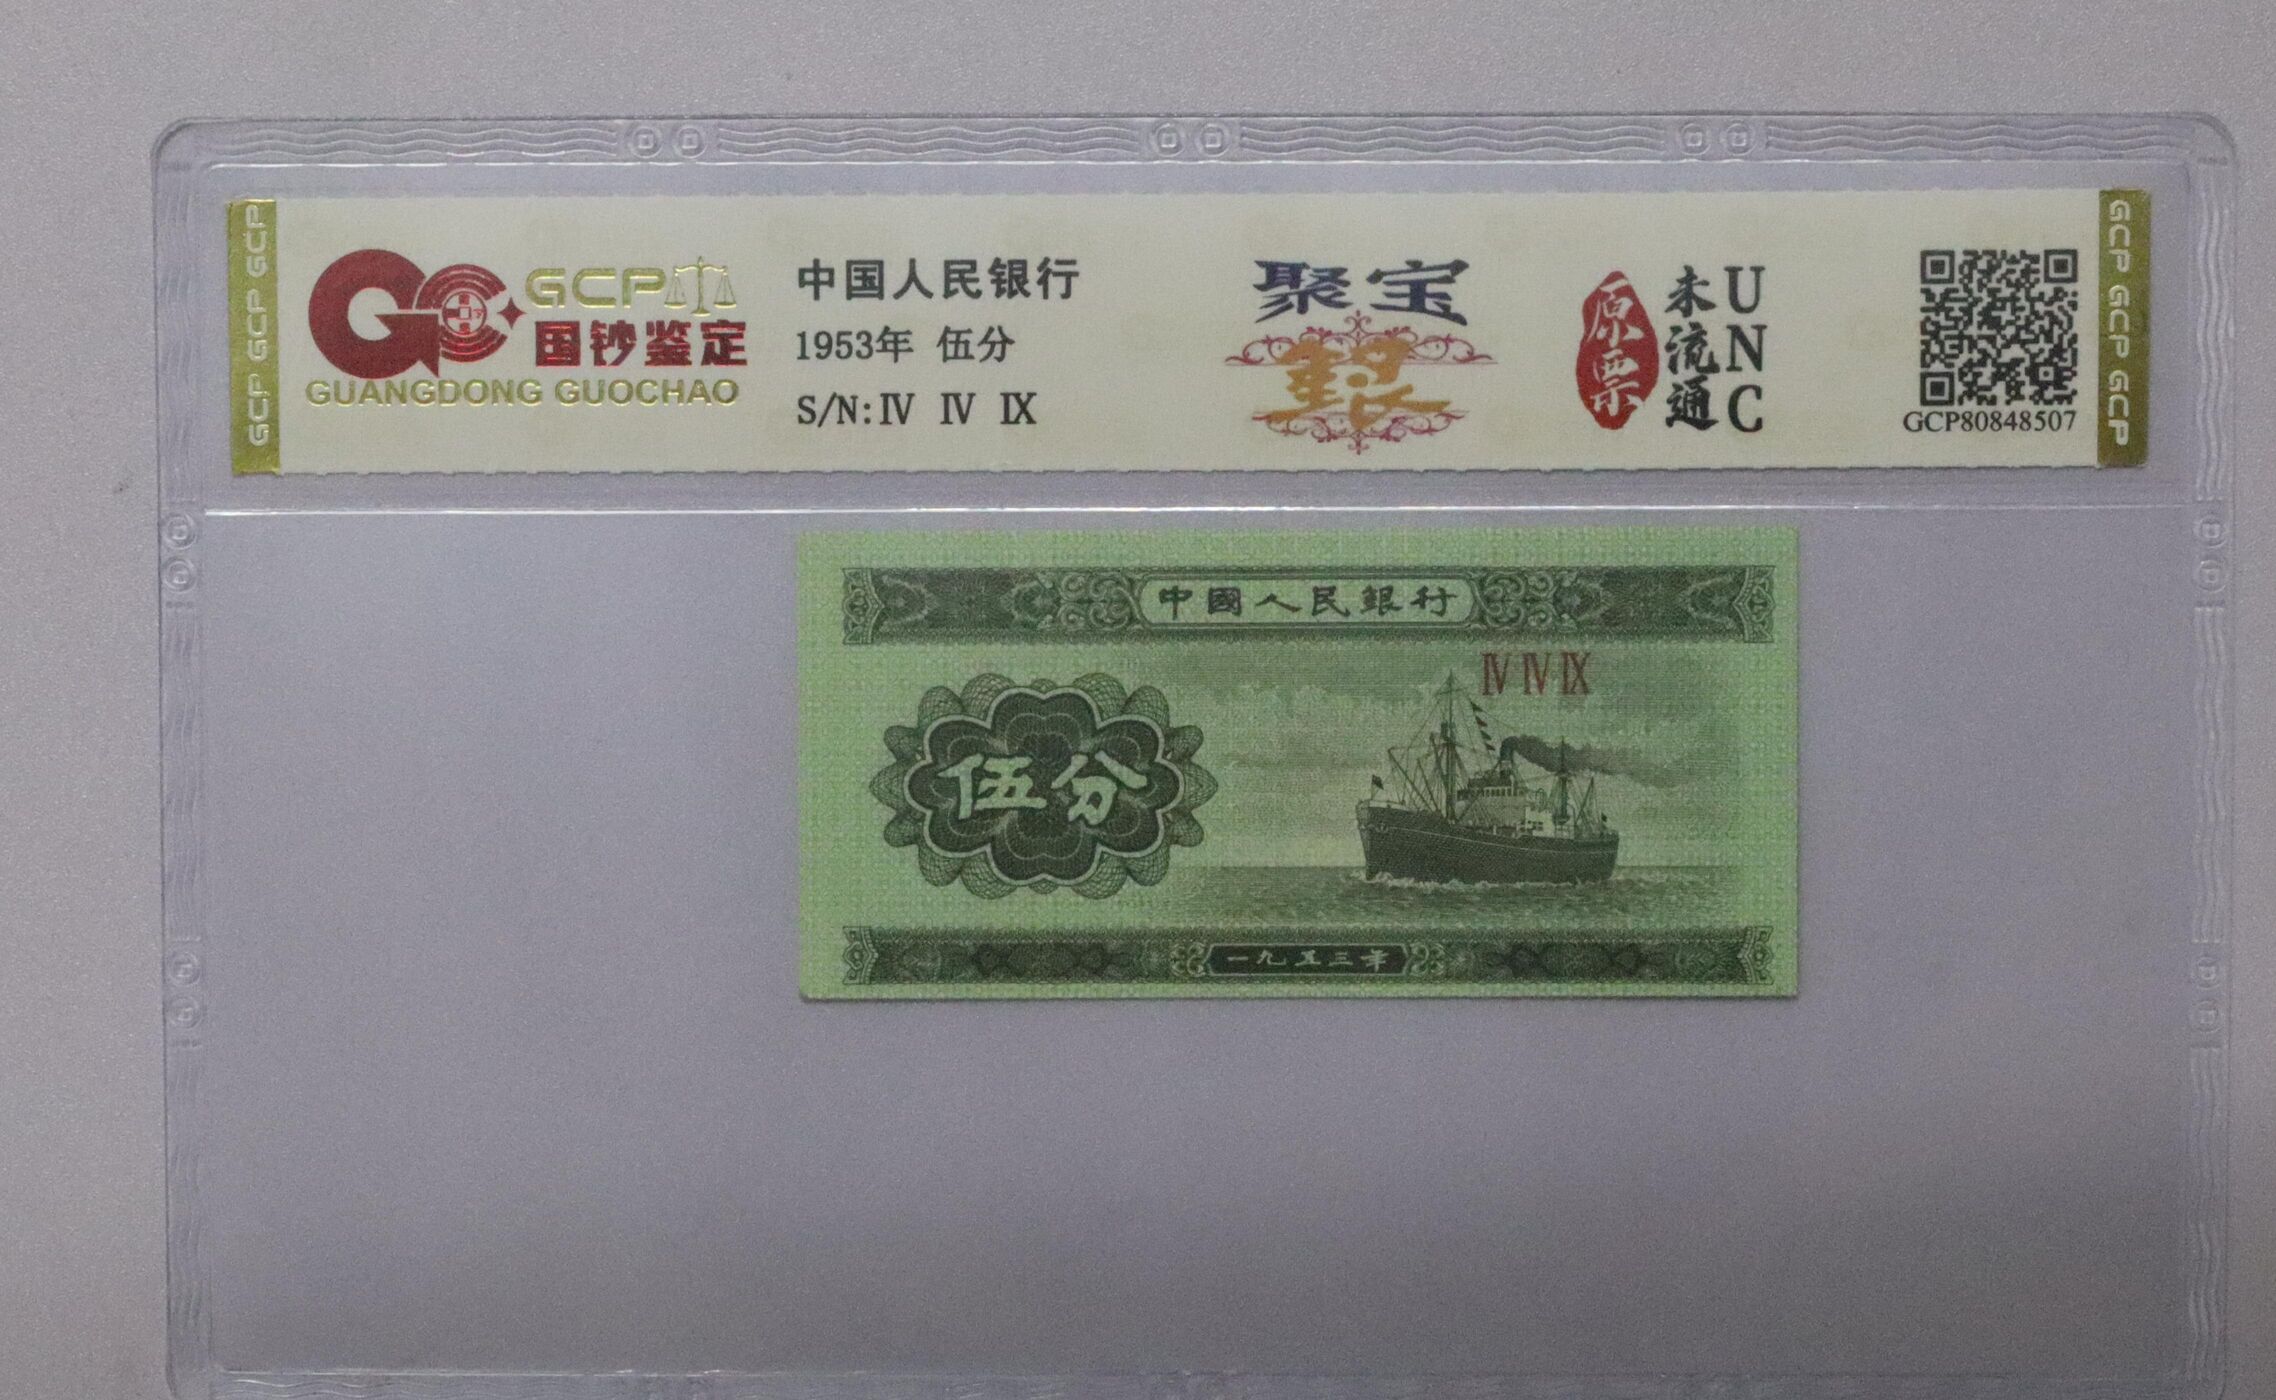 GCP GCP GCP
GCP
国钞鉴定
GUANGDONG GUOCHAO
中国人民银行
1953年 伍分
S/N: Ⅳ Ⅳ Ⅸ
聚宝
原票
未流通
UNC
GCP80848507
GCP GCP GCP
中國人民銀行
Ⅳ Ⅳ Ⅸ
伍分
一九五三年